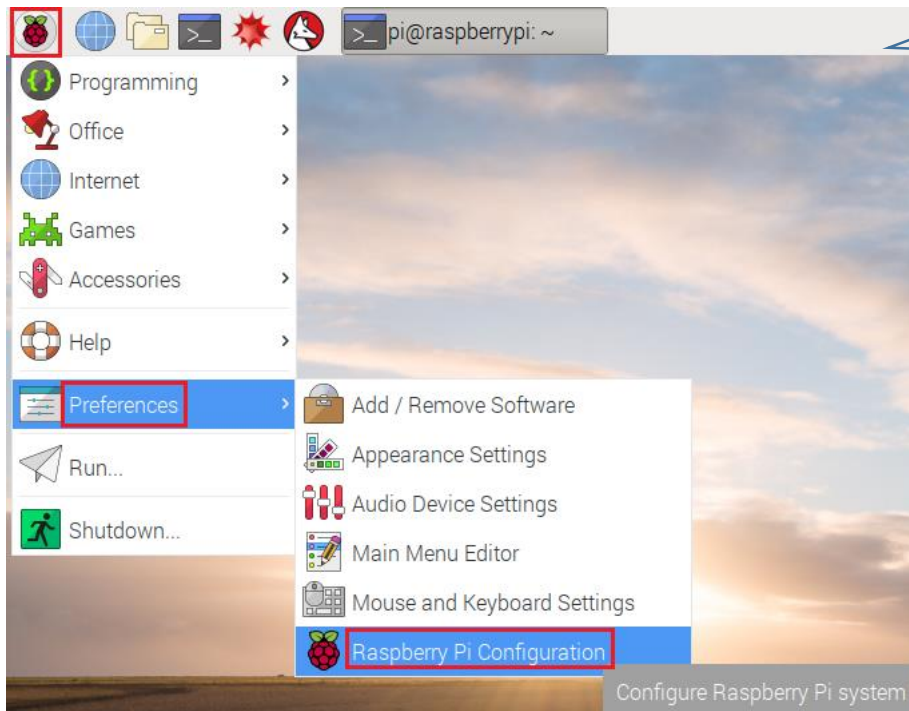 pi@raspberrypi: ~
Programming
Office
Internet
Games
Accessories
Help
Preferences
Run...
Shutdown...
Add / Remove Software
Appearance Settings
Audio Device Settings
Main Menu Editor
Mouse and Keyboard Settings
Raspberry Pi Configuration
Configure Raspberry Pi system